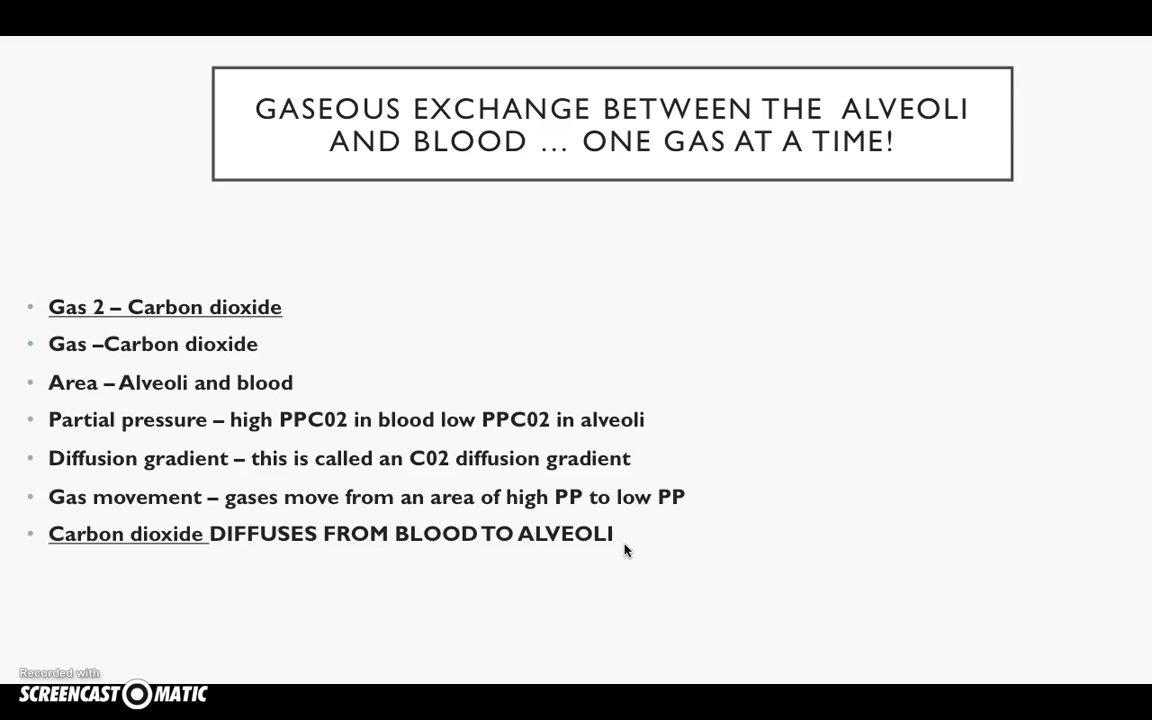 GASEOUS EXCHANGE BETWEEN THE ALVEOLI
AND BLOOD … ONE GAS AT A TIME!
• Gas 2 – Carbon dioxide
• Gas –Carbon dioxide
• Area – Alveoli and blood
• Partial pressure – high PPC02 in blood low PPC02 in alveoli
• Diffusion gradient – this is called an C02 diffusion gradient
• Gas movement – gases move from an area of high PP to low PP
• Carbon dioxide DIFFUSES FROM BLOOD TO ALVEOLI
Recorded with
SCREENCAST MATIC